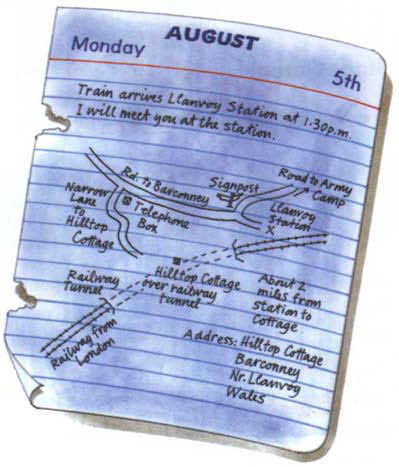 AUGUST
Monday
5th
Train arrives Llanvoy Station at 1·30p.m.
I will meet you at the station.
Rd. to Barconney
Signpost
Road to Army
Camp
Narrow
Lane
to
Hilltop
Cottage
Telephone
Box
Llanvoy
Station
X
Railway
Tunnel
Hilltop Cottage
over railway
tunnel
About 2
miles from
station to
Cottage
Railway from
London
Address: Hilltop Cottage
Barconney
Nr. Llanvoy
Wales